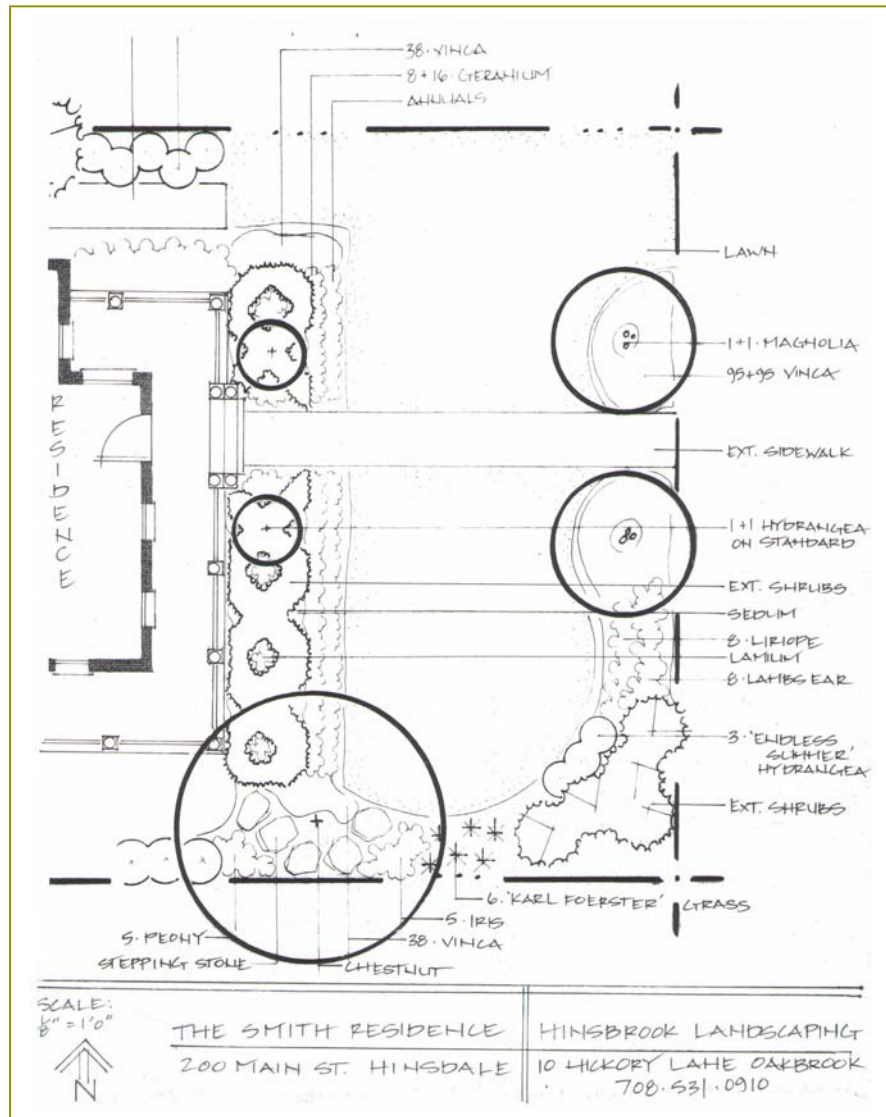 38·VINCA
8+16·GERANIUM
ANNUALS
LAWN
1+1·MAGNOLIA
95+95 VINCA
RESIDENCE
EXT. SIDEWALK
1+1 HYDRANGEA
ON STANDARD
EXT. SHRUBS
SEDUM
8·LIRIOPE
LAMIUM
8·LAMBS EAR
3·'ENDLESS
SUMMER'
HYDRANGEA
EXT. SHRUBS
6·'KARL FOERSTER' GRASS
5·IRIS
5·PEONY
38·VINCA
STEPPING STONE
CHESTNUT
SCALE:
1/8" = 1'0"
N
THE SMITH RESIDENCE
200 MAIN ST. HINSDALE
HINSBROOK LANDSCAPING
10 HICKORY LANE OAKBROOK
708·531·0910